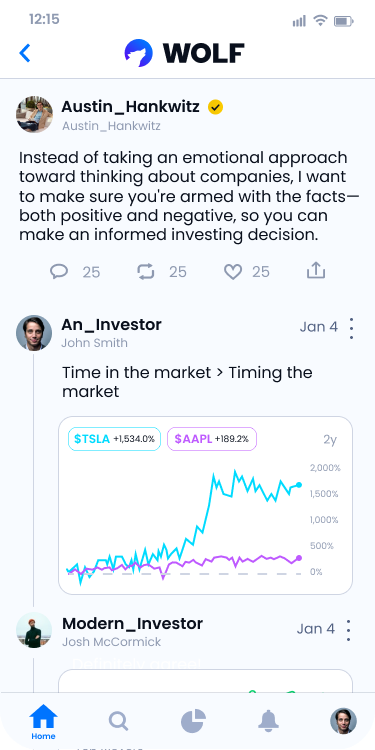 12:15
WOLF
Austin_Hankwitz
Austin_Hankwitz
Instead of taking an emotional approach
toward thinking about companies, I want
to make sure you're armed with the facts—
both positive and negative, so you can
make an informed investing decision.
25 25 25
An_Investor Jan 4
John Smith
Time in the market > Timing the
market
$TSLA +1,534.0% $AAPL +189.2% 2y
2,000%
1,500%
1,000%
500%
0%
Modern_Investor Jan 4
Josh McCormick
Home